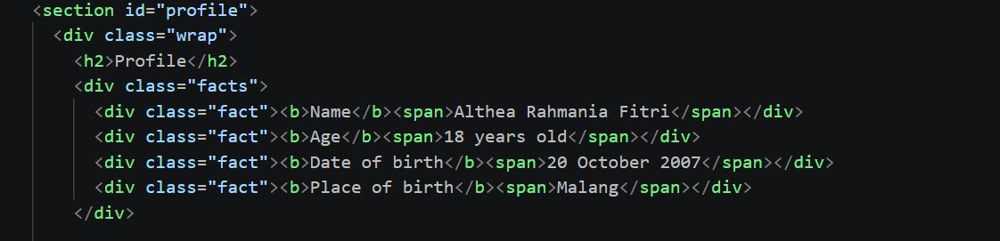 <section id="profile">
<div class="wrap">
<h2>Profile</h2>
<div class="facts">
<div class="fact"><b>Name</b><span>Althea Rahmania Fitri</span></div>
<div class="fact"><b>Age</b><span>18 years old</span></div>
<div class="fact"><b>Date of birth</b><span>20 October 2007</span></div>
<div class="fact"><b>Place of birth</b><span>Malang</span></div>
</div>